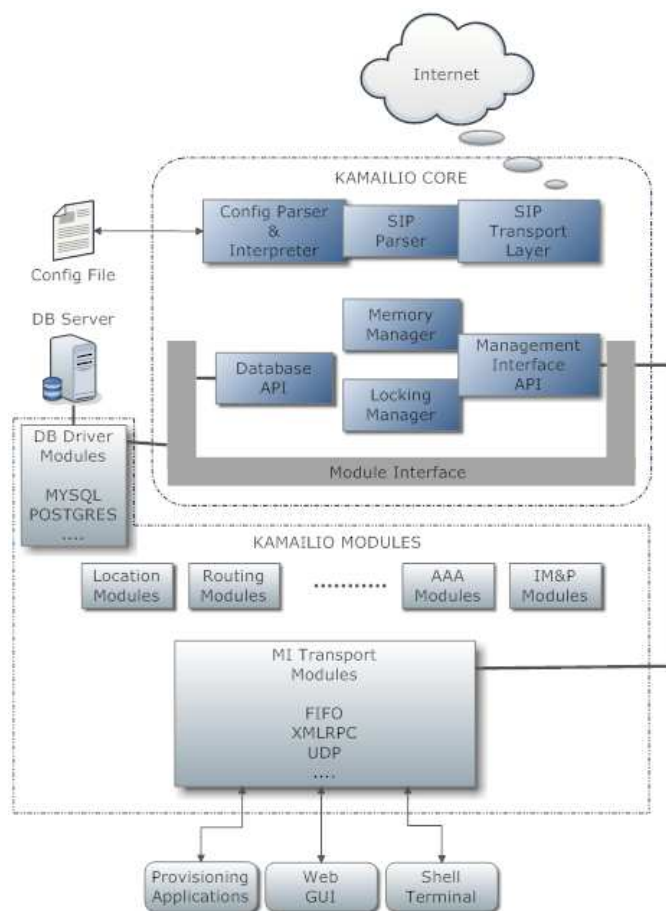 Internet
KAMAILIO CORE
Config Parser
&
Interpreter
SIP
Parser
SIP
Transport
Layer
Config File
DB Server
Memory
Manager
Database
API
Management
Interface
API
Locking
Manager
Module Interface
DB Driver
Modules
MYSQL
POSTGRES
....
KAMAILIO MODULES
Location
Modules
Routing
Modules
..........
AAA
Modules
IM&P
Modules
MI Transport
Modules
FIFO
XMLRPC
UDP
....
Provisioning
Applications
Web
GUI
Shell
Terminal